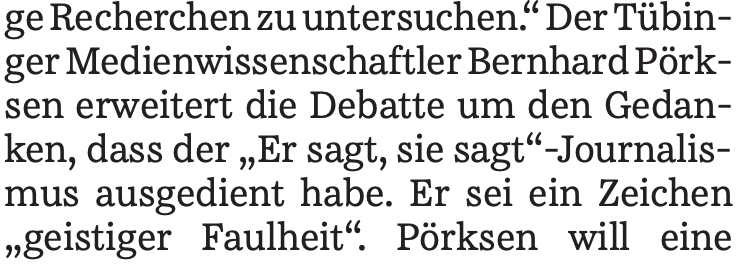 ge Recherchen zu untersuchen.“ Der Tübin-
ger Medienwissenschaftler Bernhard Pörk-
sen erweitert die Debatte um den Gedan-
ken, dass der „Er sagt, sie sagt“-Journalis-
mus ausgedient habe. Er sei ein Zeichen
„geistiger Faulheit“. Pörksen will eine